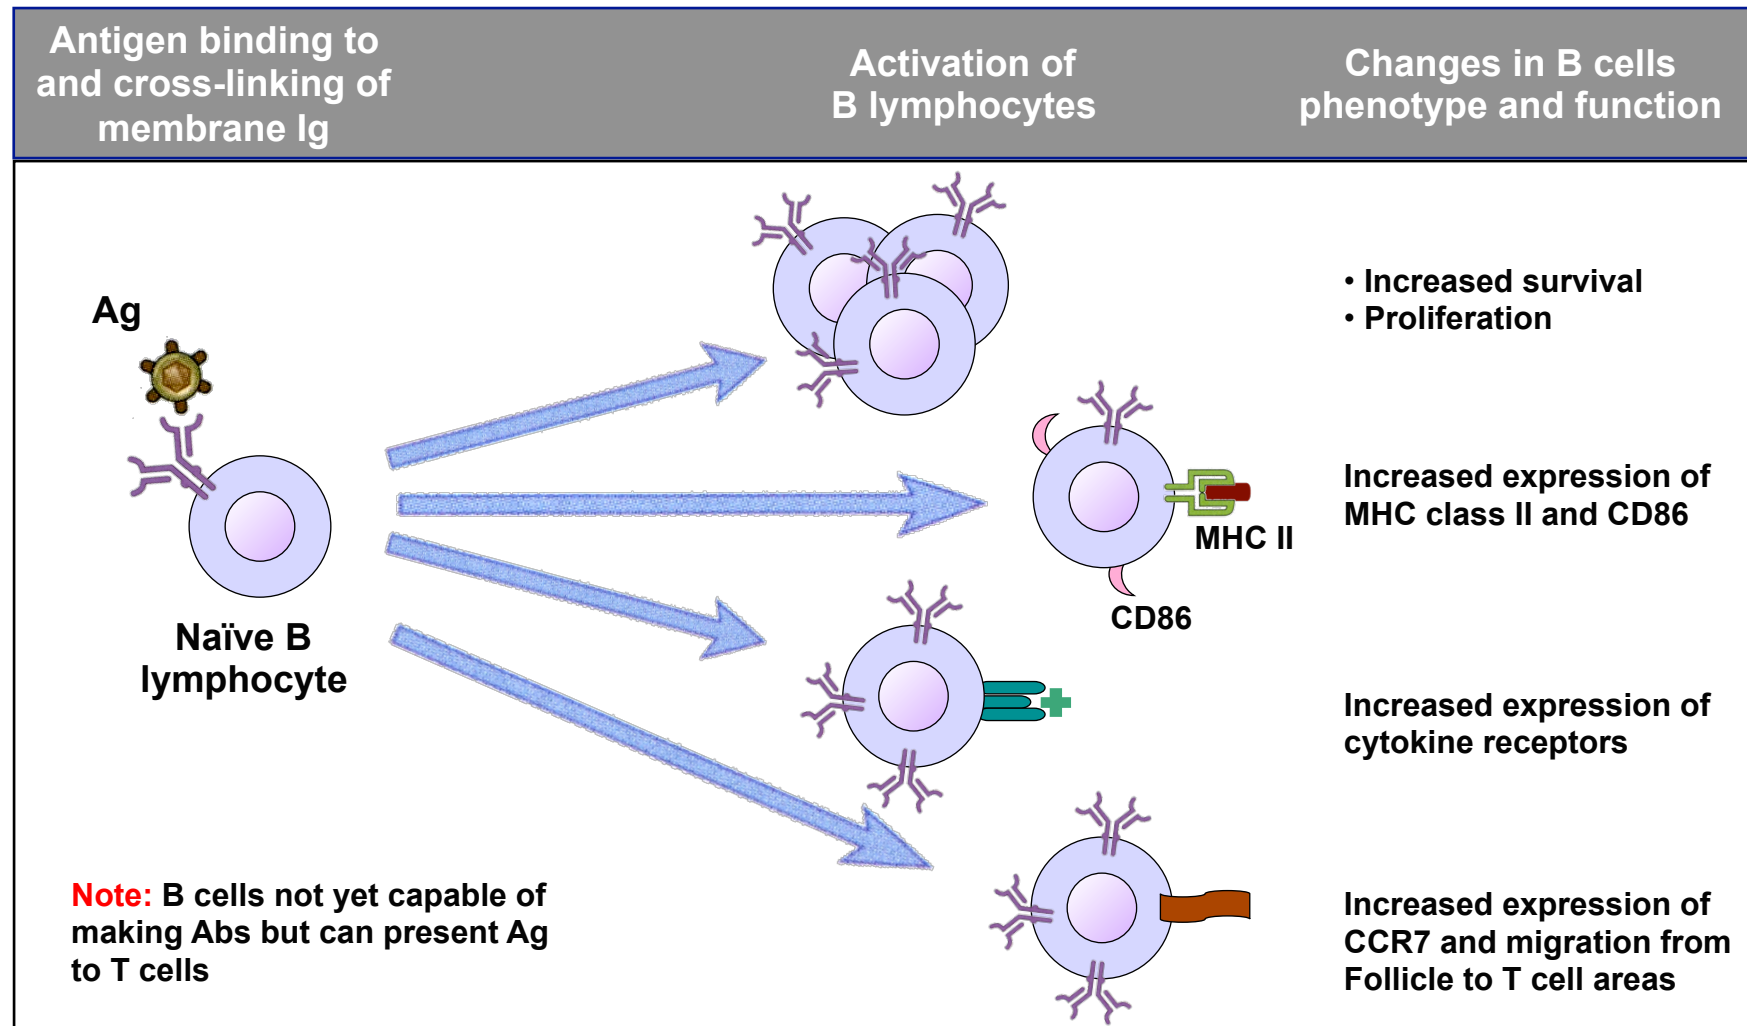 Antigen binding to
and cross-linking of
membrane Ig
Activation of
B lymphocytes
Changes in B cells
phenotype and function
Ag
• Increased survival
• Proliferation
Increased expression of
MHC class II and CD86
MHC II
CD86
Naïve B
lymphocyte
Increased expression of
cytokine receptors
Note: B cells not yet capable of
making Abs but can present Ag
to T cells
Increased expression of
CCR7 and migration from
Follicle to T cell areas